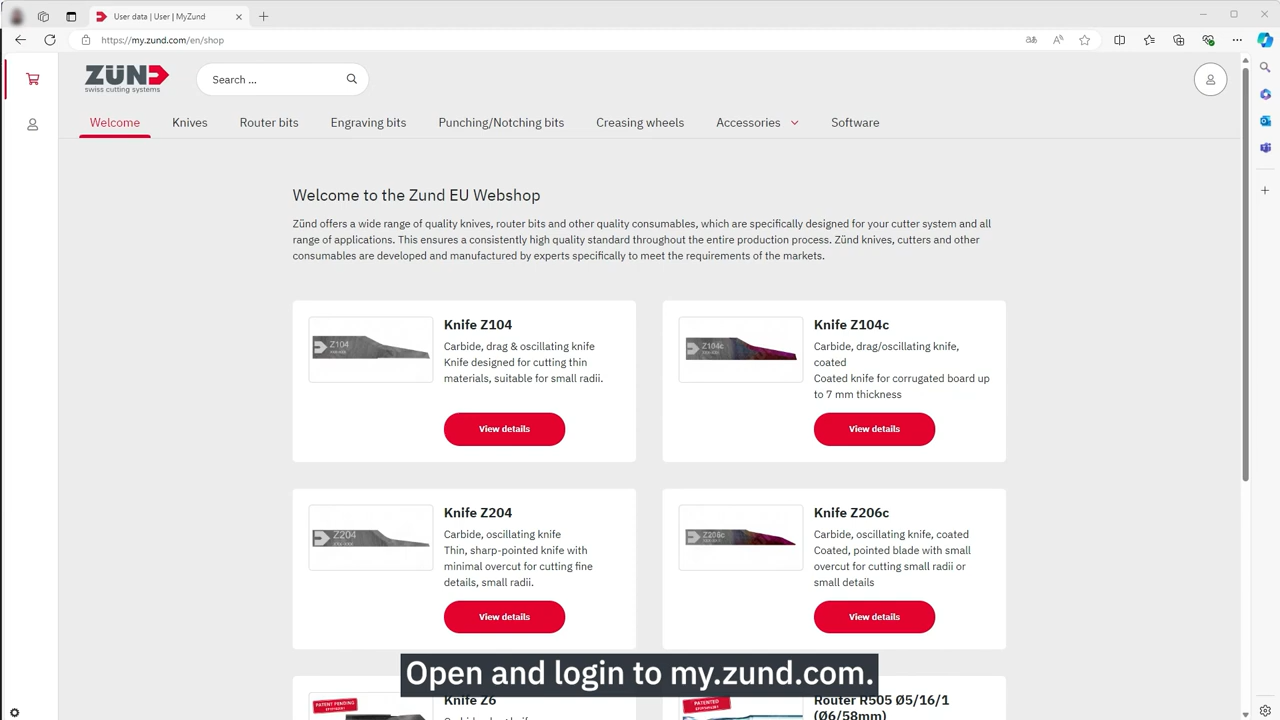 User data | User | MyZund
https://my.zund.com/en/shop
ZÜND
swiss cutting systems
Search ...
Welcome
Knives
Router bits
Engraving bits
Punching/Notching bits
Creasing wheels
Accessories
Software
Welcome to the Zund EU Webshop
Zünd offers a wide range of quality knives, router bits and other quality consumables, which are specifically designed for your cutter system and all
range of applications. This ensures a consistently high quality standard throughout the entire production process. Zünd knives, cutters and other
consumables are developed and manufactured by experts specifically to meet the requirements of the markets.
Z104
Knife Z104
Carbide, drag & oscillating knife
Knife designed for cutting thin
materials, suitable for small radii.
View details
Z104c
Knife Z104c
Carbide, drag/oscillating knife,
coated
Coated knife for corrugated board up
to 7 mm thickness
View details
Z204
Knife Z204
Carbide, oscillating knife
Thin, sharp-pointed knife with
minimal overcut for cutting fine
details, small radii.
View details
Z206c
Knife Z206c
Carbide, oscillating knife, coated
Coated, pointed blade with small
overcut for cutting small radii or
small details
View details
PATENT PENDING
Knife Z6
PATENTED
Router R505 Ø5/16/1
(Ø6/58mm)
Open and login to my.zund.com.